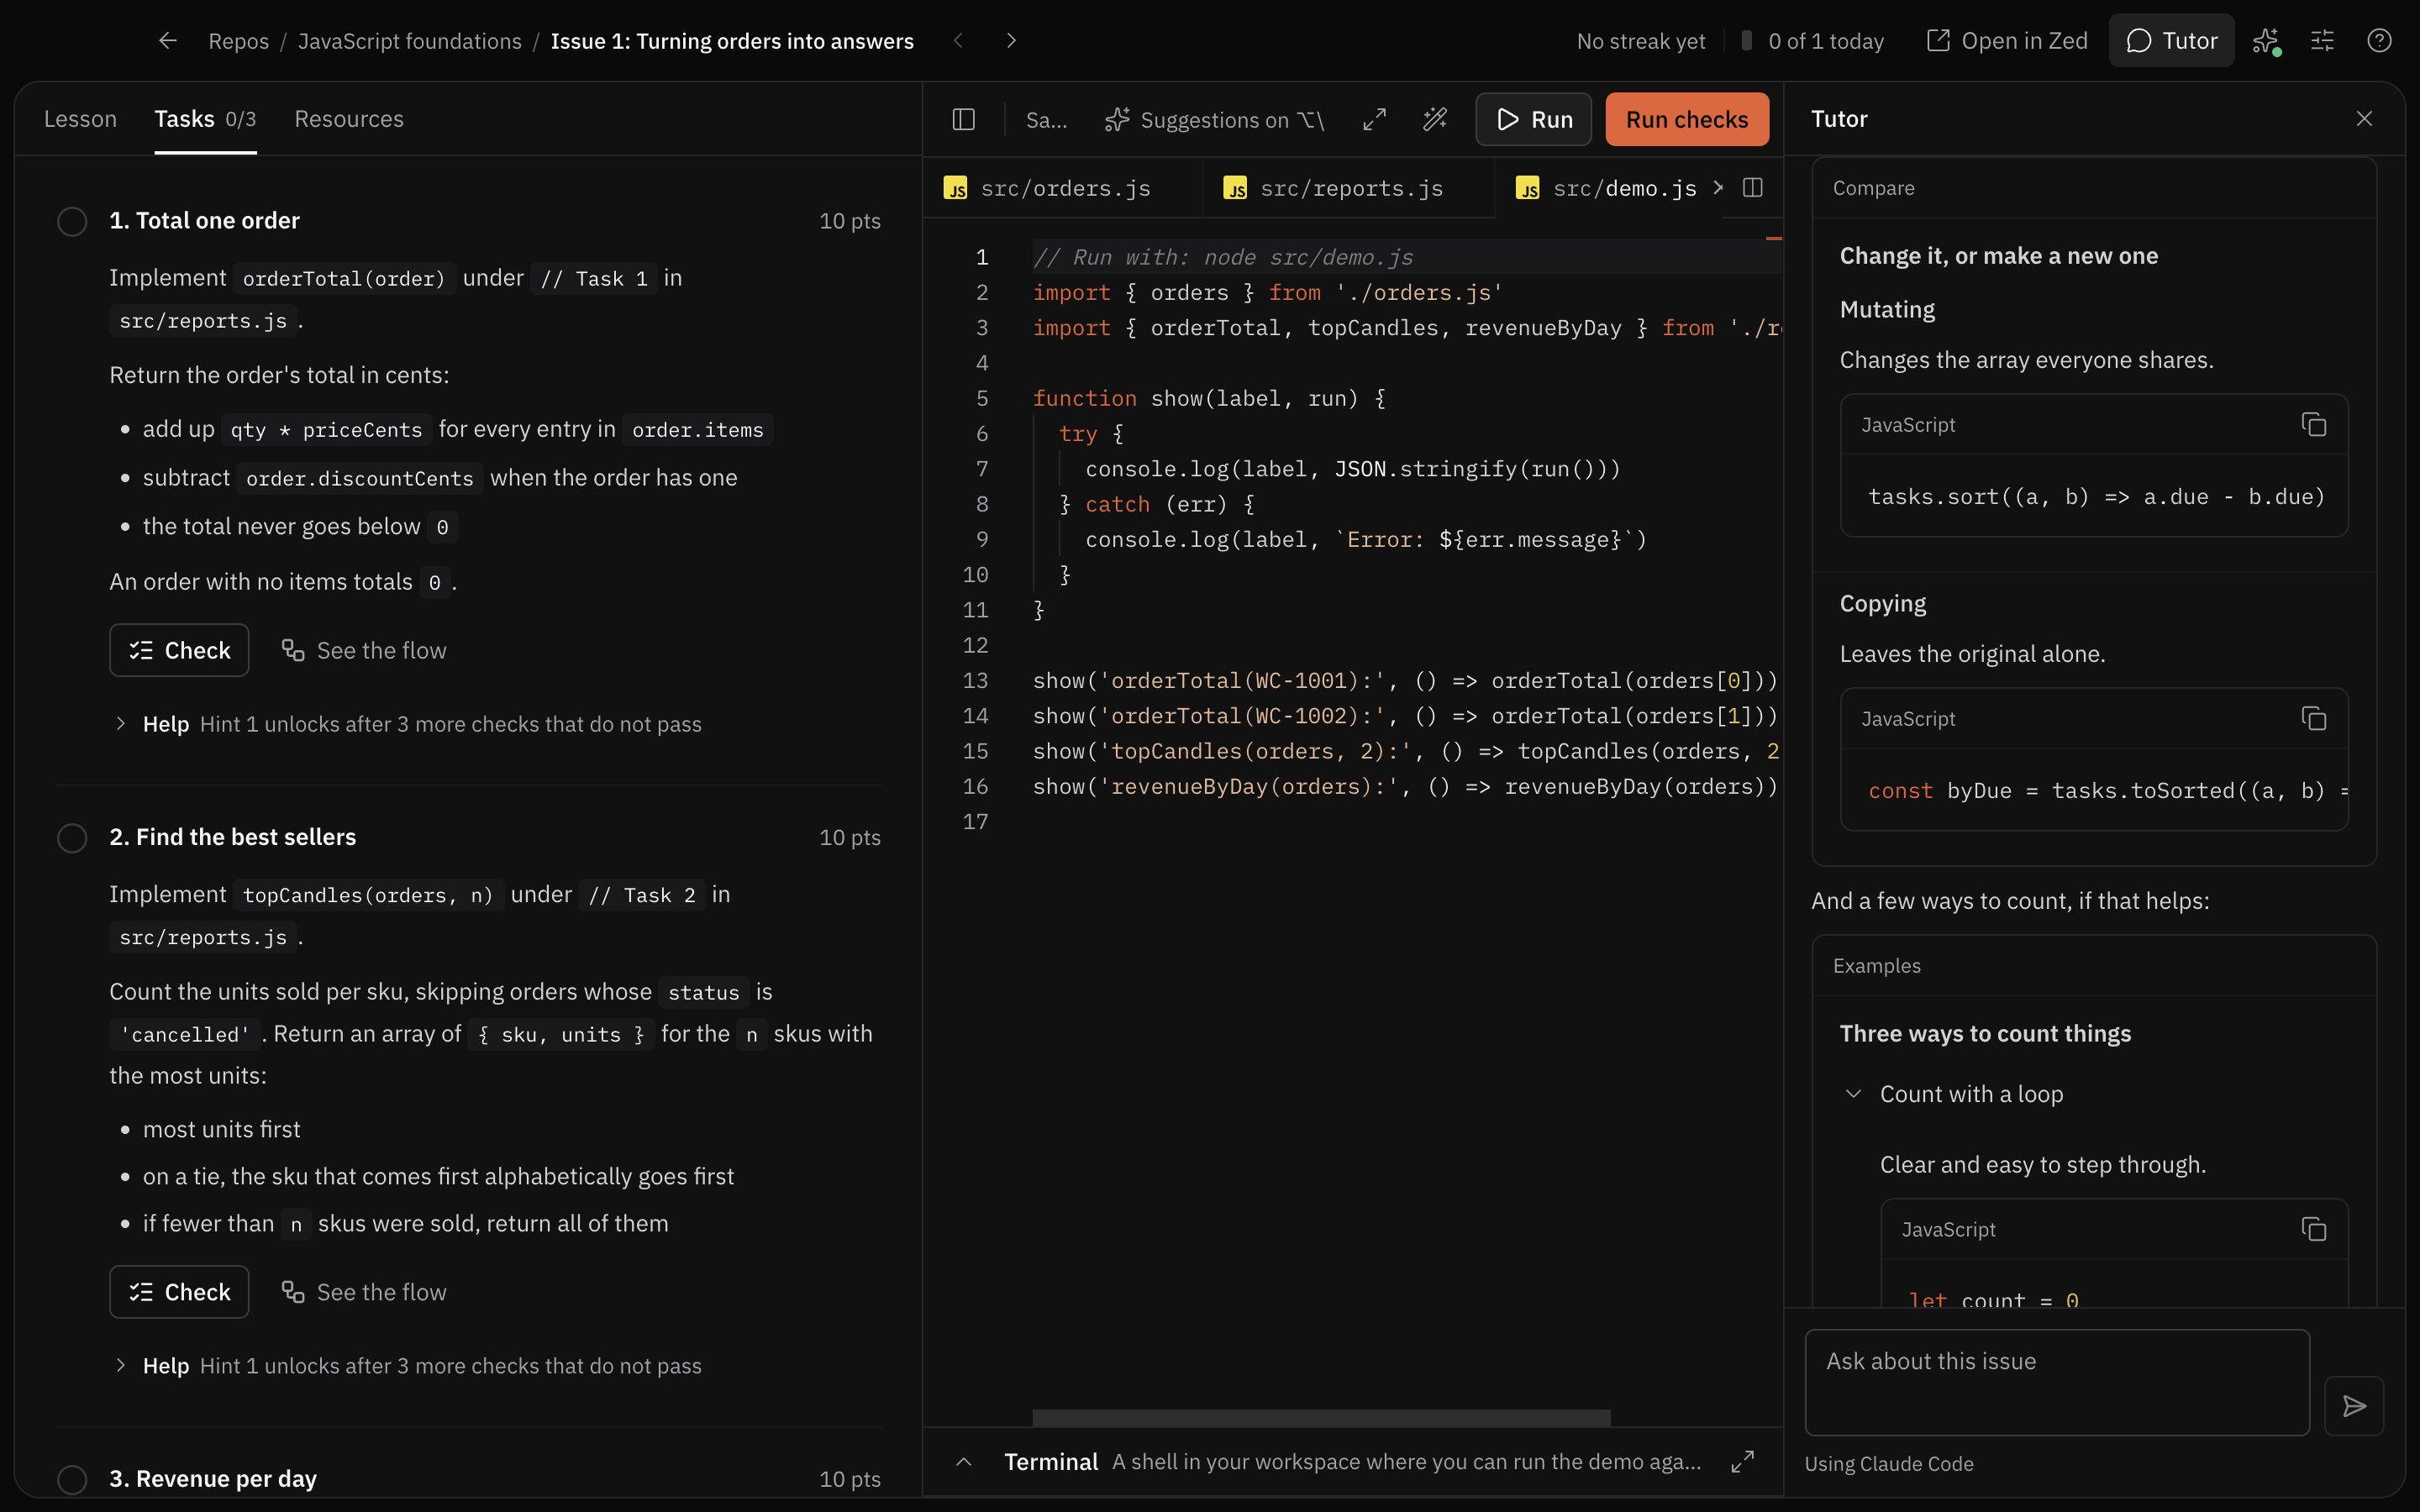 Repos / JavaScript foundations / Issue 1: Turning orders into answers
No streak yet
0 of 1 today
Open in Zed
Tutor
Lesson
Tasks 0/3
Resources
1. Total one order
10 pts
Implement orderTotal(order) under // Task 1 in
src/reports.js .
Return the order's total in cents:
• add up qty * priceCents for every entry in order.items
• subtract order.discountCents when the order has one
• the total never goes below 0
An order with no items totals 0 .
Check
See the flow
Help Hint 1 unlocks after 3 more checks that do not pass
2. Find the best sellers
10 pts
Implement topCandles(orders, n) under // Task 2 in
src/reports.js .
Count the units sold per sku, skipping orders whose status is
'cancelled' . Return an array of { sku, units } for the n skus with
the most units:
• most units first
• on a tie, the sku that comes first alphabetically goes first
• if fewer than n skus were sold, return all of them
Check
See the flow
Help Hint 1 unlocks after 3 more checks that do not pass
3. Revenue per day
10 pts
Sa...
Suggestions on ⌥\
Run
Run checks
JS src/orders.js
JS src/reports.js
JS src/demo.js
1 // Run with: node src/demo.js
2 import { orders } from './orders.js'
3 import { orderTotal, topCandles, revenueByDay } from './r
4
5 function show(label, run) {
6 try {
7 console.log(label, JSON.stringify(run()))
8 } catch (err) {
9 console.log(label, `Error: ${err.message}`)
10 }
11 }
12
13 show('orderTotal(WC-1001):', () => orderTotal(orders[0]))
14 show('orderTotal(WC-1002):', () => orderTotal(orders[1]))
15 show('topCandles(orders, 2):', () => topCandles(orders, 2
16 show('revenueByDay(orders):', () => revenueByDay(orders))
17
Terminal A shell in your workspace where you can run the demo aga...
Tutor
Compare
Change it, or make a new one
Mutating
Changes the array everyone shares.
JavaScript
tasks.sort((a, b) => a.due - b.due)
Copying
Leaves the original alone.
JavaScript
const byDue = tasks.toSorted((a, b) =
And a few ways to count, if that helps:
Examples
Three ways to count things
Count with a loop
Clear and easy to step through.
JavaScript
let count = 0
Ask about this issue
Using Claude Code